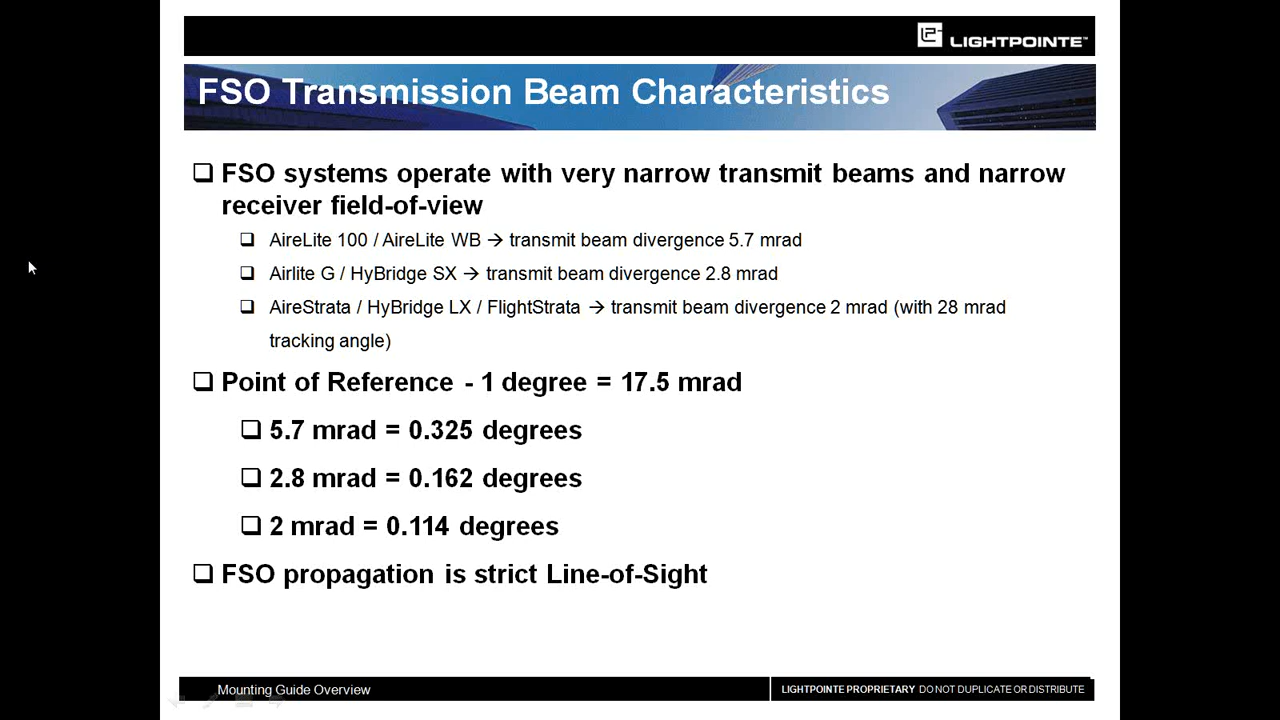 LIGHTPOINTE™
FSO Transmission Beam Characteristics
FSO systems operate with very narrow transmit beams and narrow
receiver field-of-view
AireLite 100 / AireLite WB → transmit beam divergence 5.7 mrad
Airlite G / HyBridge SX → transmit beam divergence 2.8 mrad
AireStrata / HyBridge LX / FlightStrata → transmit beam divergence 2 mrad (with 28 mrad
tracking angle)
Point of Reference - 1 degree = 17.5 mrad
5.7 mrad = 0.325 degrees
2.8 mrad = 0.162 degrees
2 mrad = 0.114 degrees
FSO propagation is strict Line-of-Sight
Mounting Guide Overview
LIGHTPOINTE PROPRIETARY DO NOT DUPLICATE OR DISTRIBUTE